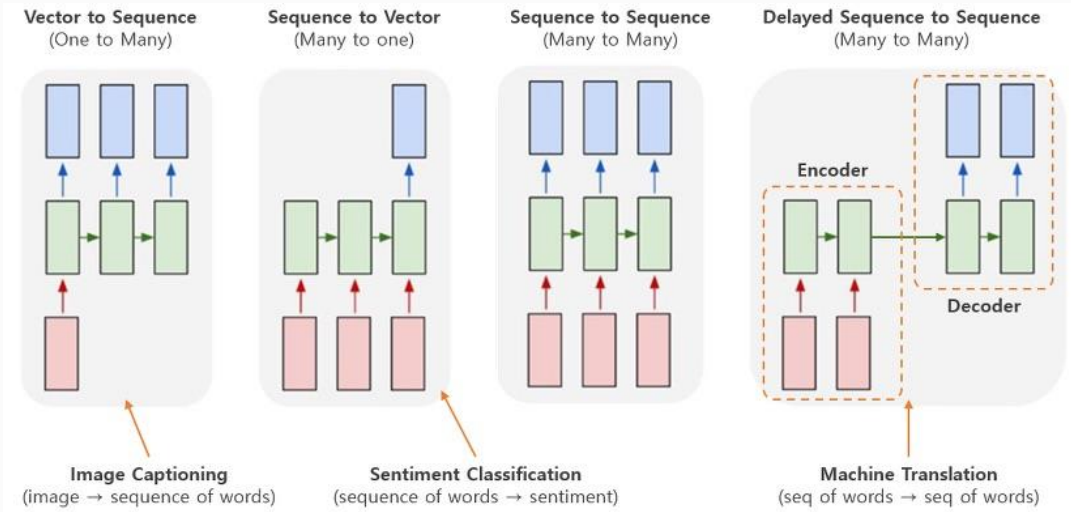 Vector to Sequence
(One to Many)
Sequence to Vector
(Many to one)
Sequence to Sequence
(Many to Many)
Delayed Sequence to Sequence
(Many to Many)
Encoder
Decoder
Image Captioning
(image → sequence of words)
Sentiment Classification
(sequence of words → sentiment)
Machine Translation
(seq of words → seq of words)